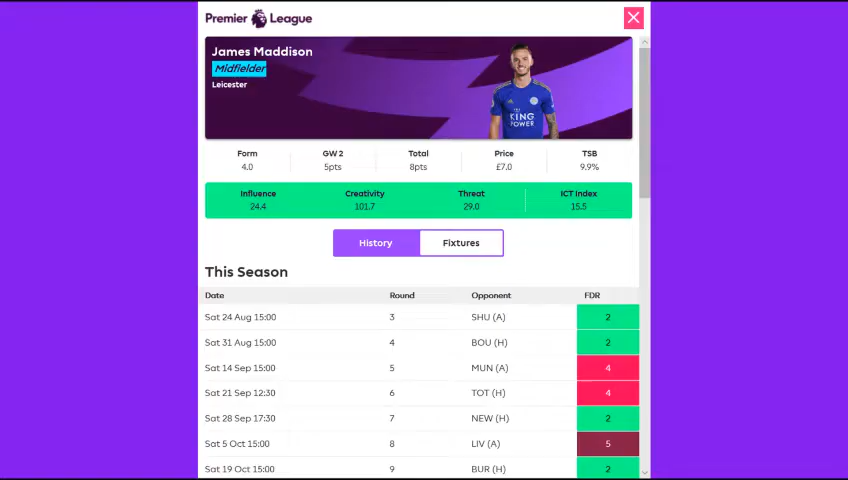 Premier League
James Maddison
Midfielder
Leicester
KING
POWER
Form GW 2 Total Price TSB
4.0 5pts 8pts £7.0 9.9%
Influence Creativity Threat ICT Index
24.4 101.7 29.0 15.5
History Fixtures
This Season
Date Round Opponent FDR
Sat 24 Aug 15:00 3 SHU (A) 2
Sat 31 Aug 15:00 4 BOU (H) 2
Sat 14 Sep 15:00 5 MUN (A) 4
Sat 21 Sep 12:30 6 TOT (H) 4
Sat 28 Sep 17:30 7 NEW (H) 2
Sat 5 Oct 15:00 8 LIV (A) 5
Sat 19 Oct 15:00 9 BUR (H) 2